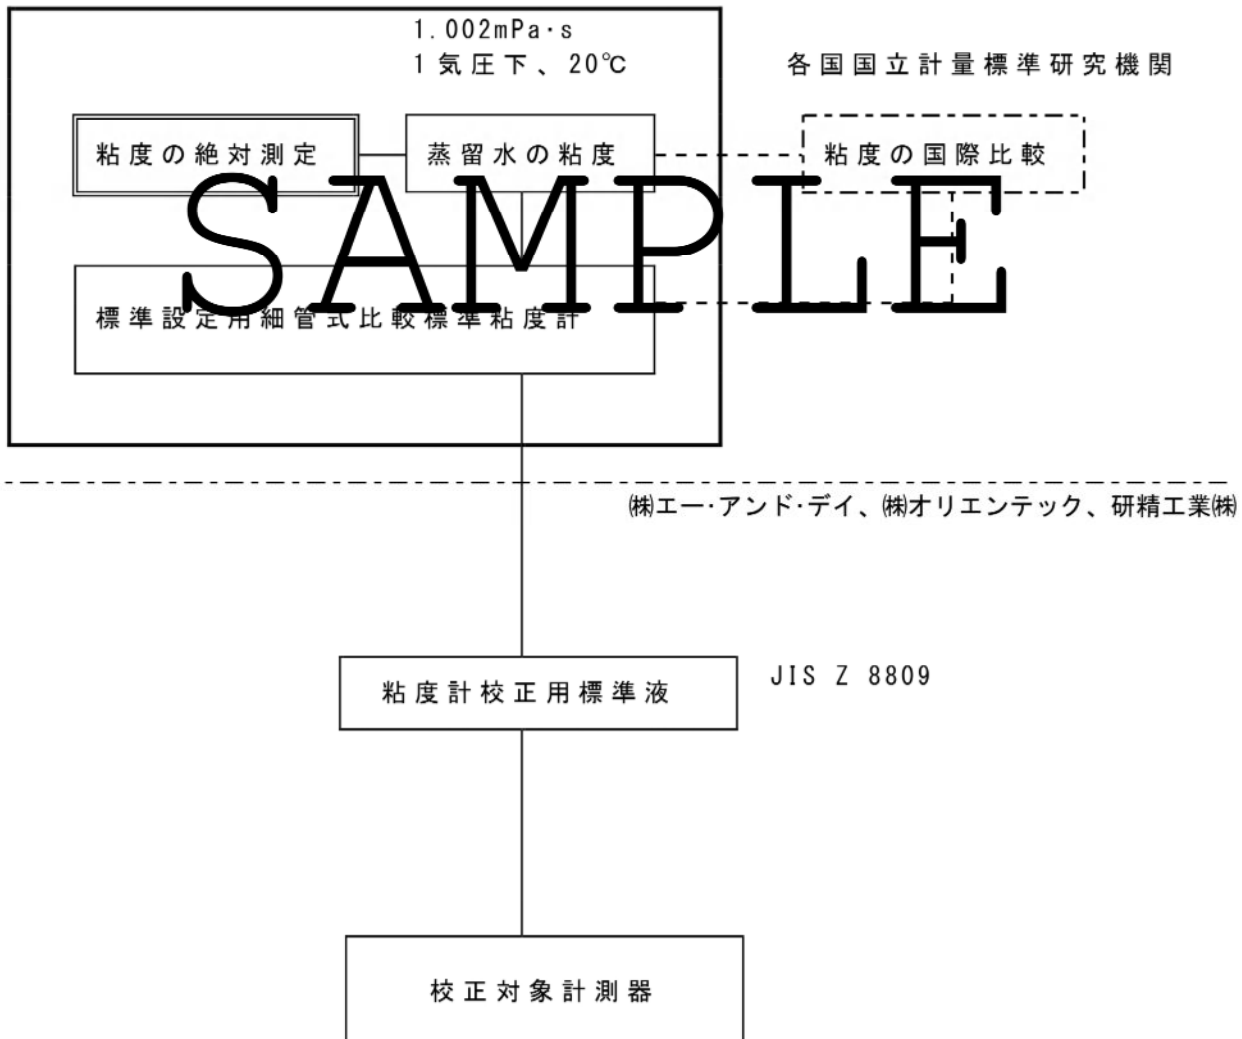 1.002mPa·s
1気圧下、20℃
各国国立計量標準研究機関
粘度の絶対測定
蒸留水の粘度
粘度の国際比較
SAMPLE
標準設定用細管式比較標準粘度計
㈱エー·アンド·デイ、㈱オリエンテック、研精工業㈱
粘度計校正用標準液
JIS Z 8809
校正対象計測器